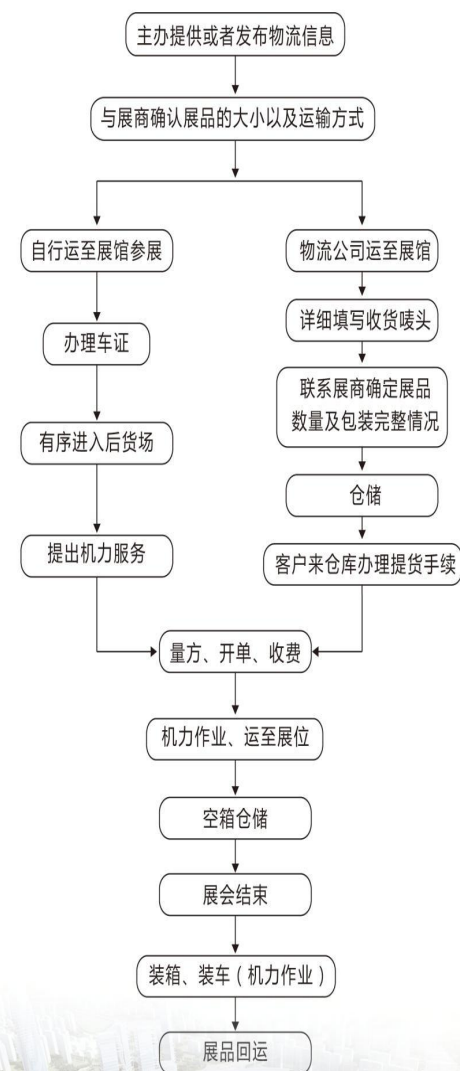 主办提供或者发布物流信息
与展商确认展品的大小以及运输方式
自行运至展馆参展
办理车证
有序进入后货场
提出机力服务
物流公司运至展馆
详细填写收货唛头
联系展商确定展品
数量及包装完整情况
仓储
客户来仓库办理提货手续
量方、开单、收费
机力作业、运至展位
空箱仓储
展会结束
装箱、装车（机力作业）
展品回运